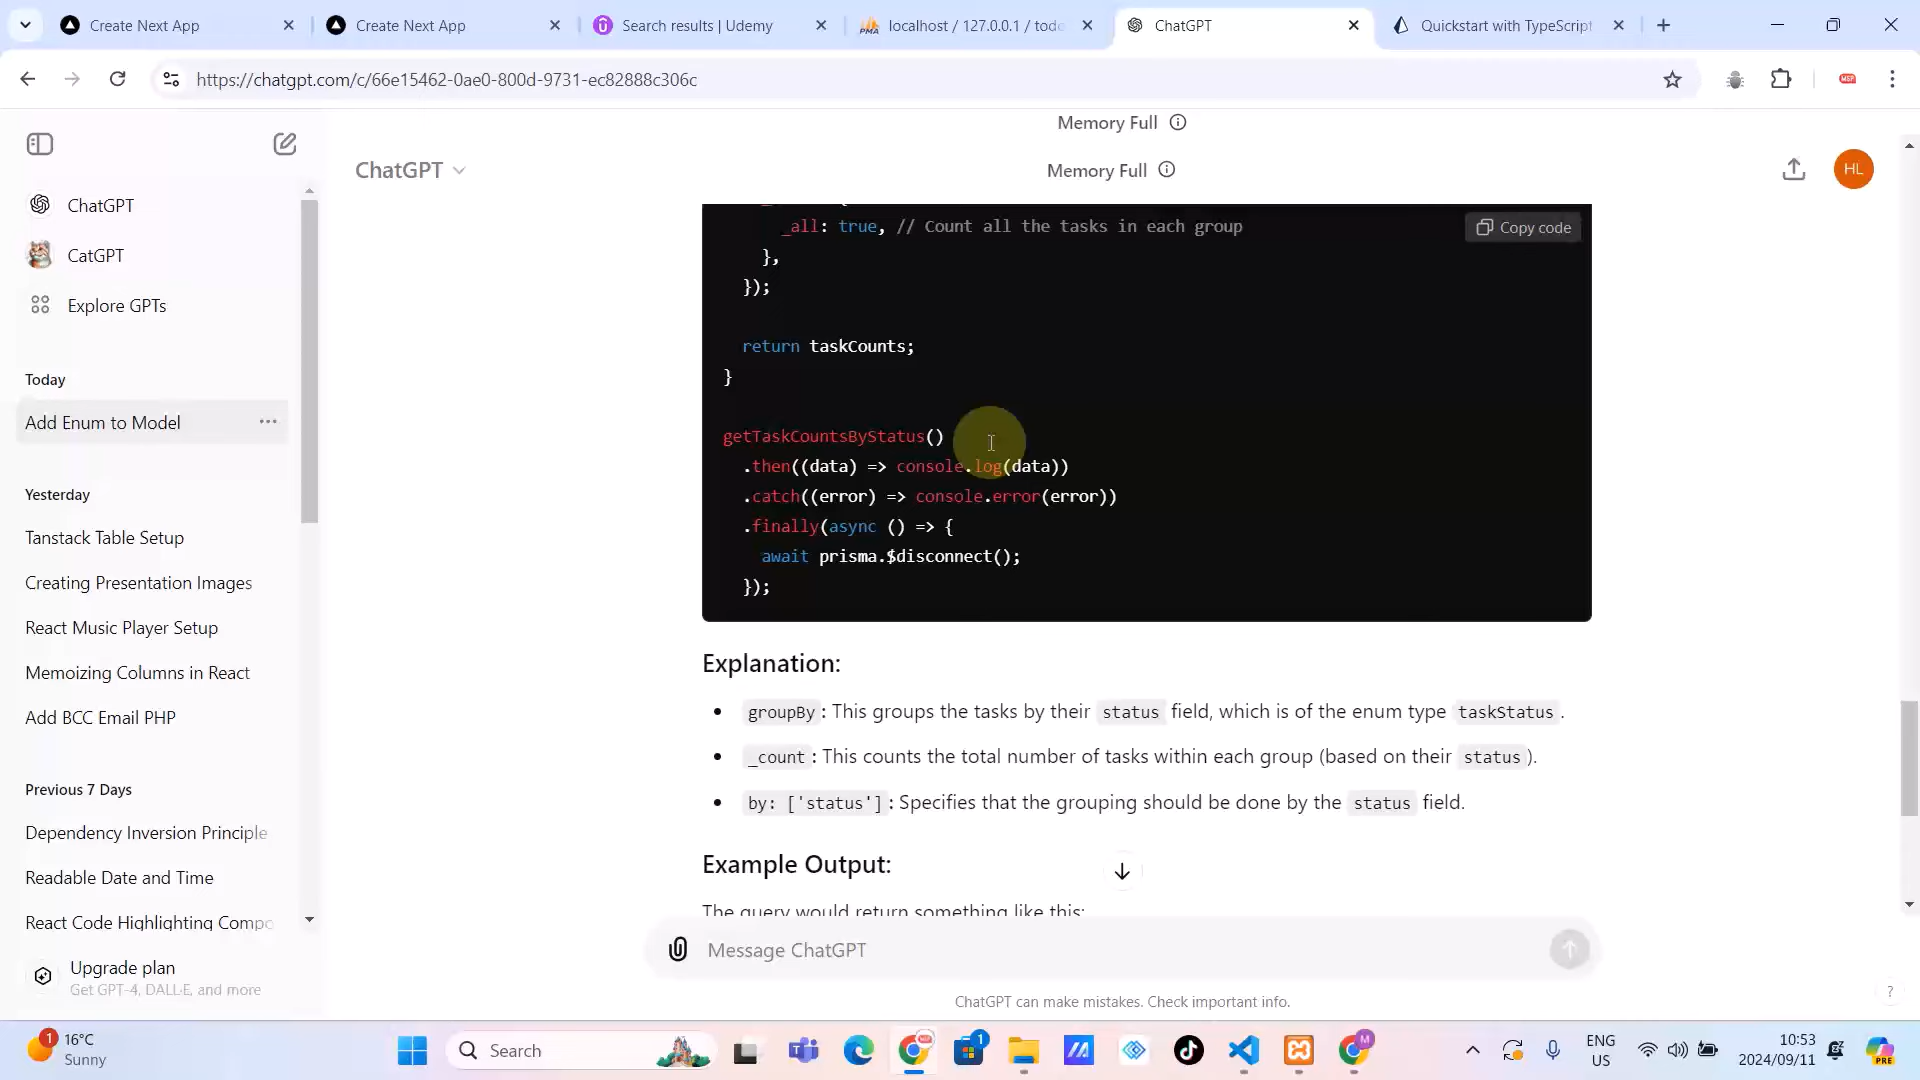 Create Next App
Create Next App
Search results | Udemy
localhost / 127.0.0.1 / todo
ChatGPT
Quickstart with TypeScript
https://chatgpt.com/c/66e15462-0ae0-800d-9731-ec82888c306c
Memory Full
ChatGPT
Memory Full
HL
ChatGPT
CatGPT
Explore GPTs
Today
Add Enum to Model
Yesterday
Tanstack Table Setup
Creating Presentation Images
React Music Player Setup
Memoizing Columns in React
Add BCC Email PHP
Previous 7 Days
Dependency Inversion Principle
Readable Date and Time
React Code Highlighting Compo
Upgrade plan
Get GPT-4, DALL·E, and more
Copy code
_all: true, // Count all the tasks in each group
},
});
return taskCounts;
}
getTaskCountsByStatus()
.then((data) => console.log(data))
.catch((error) => console.error(error))
.finally(async () => {
await prisma.$disconnect();
});
Explanation:
groupBy: This groups the tasks by their status field, which is of the enum type taskStatus.
_count: This counts the total number of tasks within each group (based on their status).
by: ['status']: Specifies that the grouping should be done by the status field.
Example Output:
The query would return something like this:
Message ChatGPT
ChatGPT can make mistakes. Check important info.
?
1
16°C
Sunny
Search
1
M
ENG
US
10:53
2024/09/11
PRE